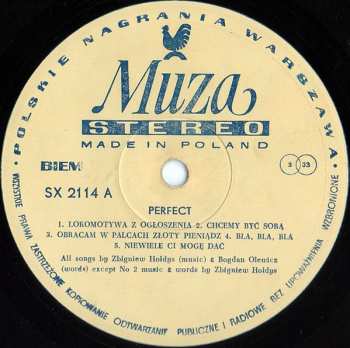 • POLSKIE NAGRANIA WARSZAWA •
Muza
STEREO
MADE IN POLAND
BIEM
3 33
SX 2114 A
PERFECT
1. LOKOMOTYWA Z OGŁOSZENIA 2. CHCEMY BYĆ SOBĄ
3. OBRACAM W PALCACH ZŁOTY PIENIĄDZ 4. BLA, BLA, BLA
5. NIEWIELE CI MOGĘ DAĆ
All songs by Zbigniew Hołdys (music) & Bogdan Olewicz
(words) except No 2 music & words by Zbigniew Hołdys
WSZYSTKIE PRAWA ZASTRZEŻONE KOPIOWANIE ODTWARZANIE PUBLICZNE I RADIOWE BEZ UPOWAŻNIENIA WZBRONIONE